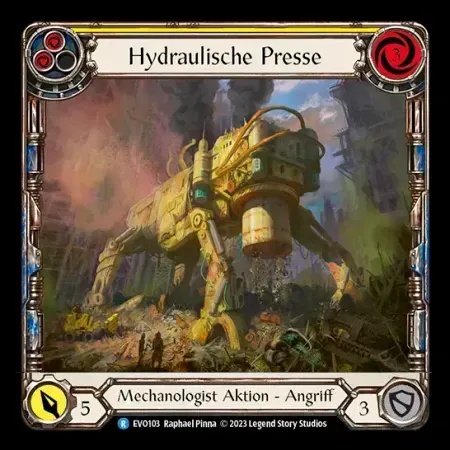 Hydraulische Presse
3
5
Mechanologist Aktion - Angriff
3
R EVO103 Raphael Pinna © 2023 Legend Story Studios